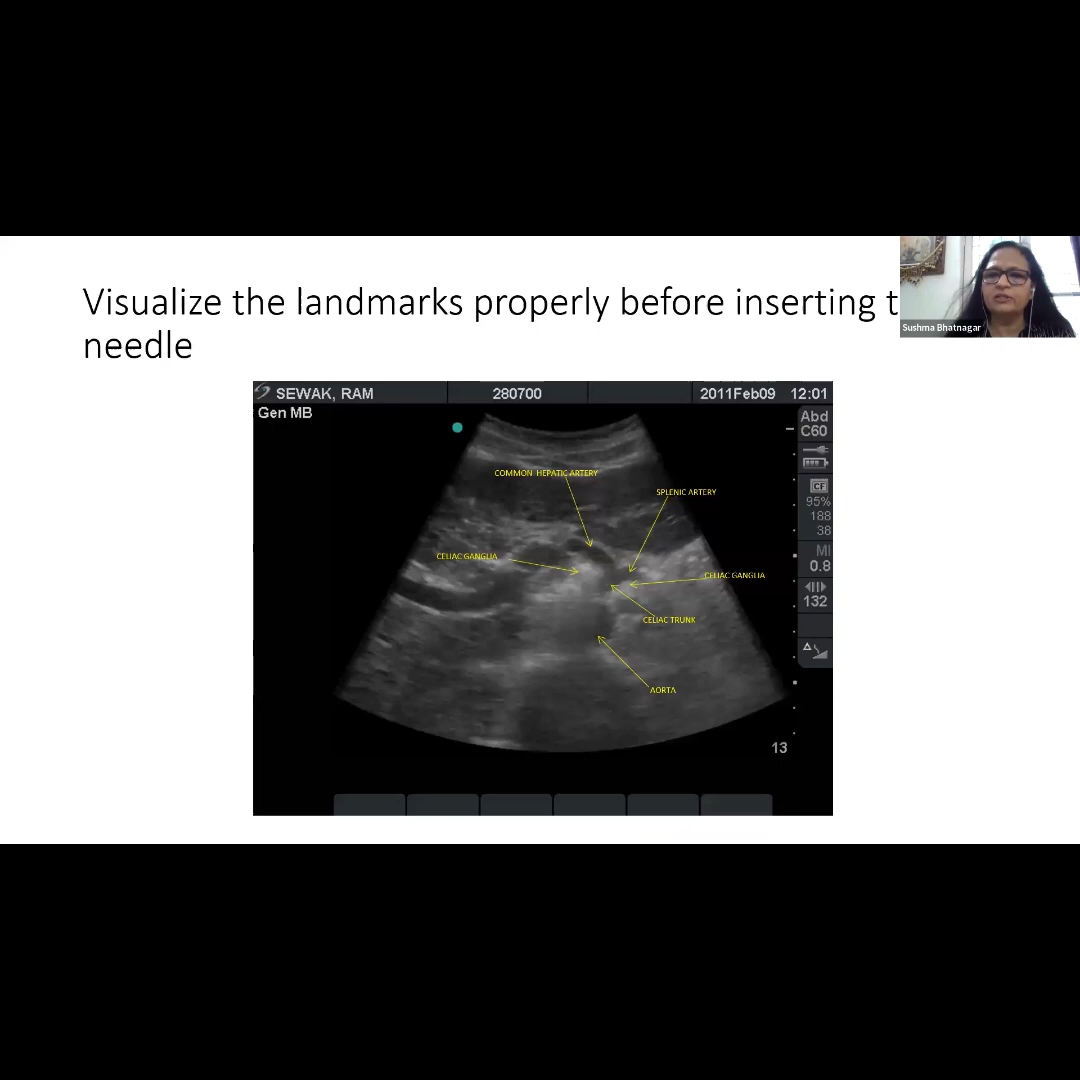 Visualize the landmarks properly before inserting t
needle
Sushma Bhatnagar
SEWAK, RAM 280700 2011Feb09 12:01
Gen MB
Abd
C60
COMMON HEPATIC ARTERY
SPLENIC ARTERY
CF
95%
188
38
CELIAC GANGLIA
MI
0.8
CELIAC GANGLIA
132
CELIAC TRUNK
AORTA
13